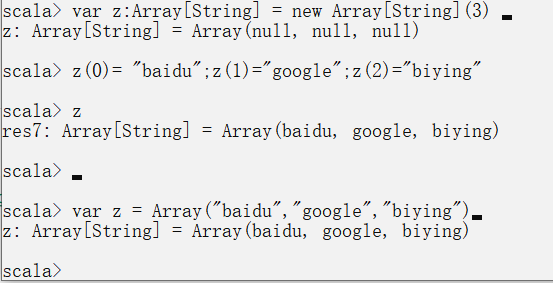 scala> var z:Array[String] = new Array[String](3)
z: Array[String] = Array(null, null, null)
scala> z(0)= "baidu";z(1)="google";z(2)="biying"
scala> z
res7: Array[String] = Array(baidu, google, biying)
scala>
scala> var z = Array("baidu","google","biying")
z: Array[String] = Array(baidu, google, biying)
scala>